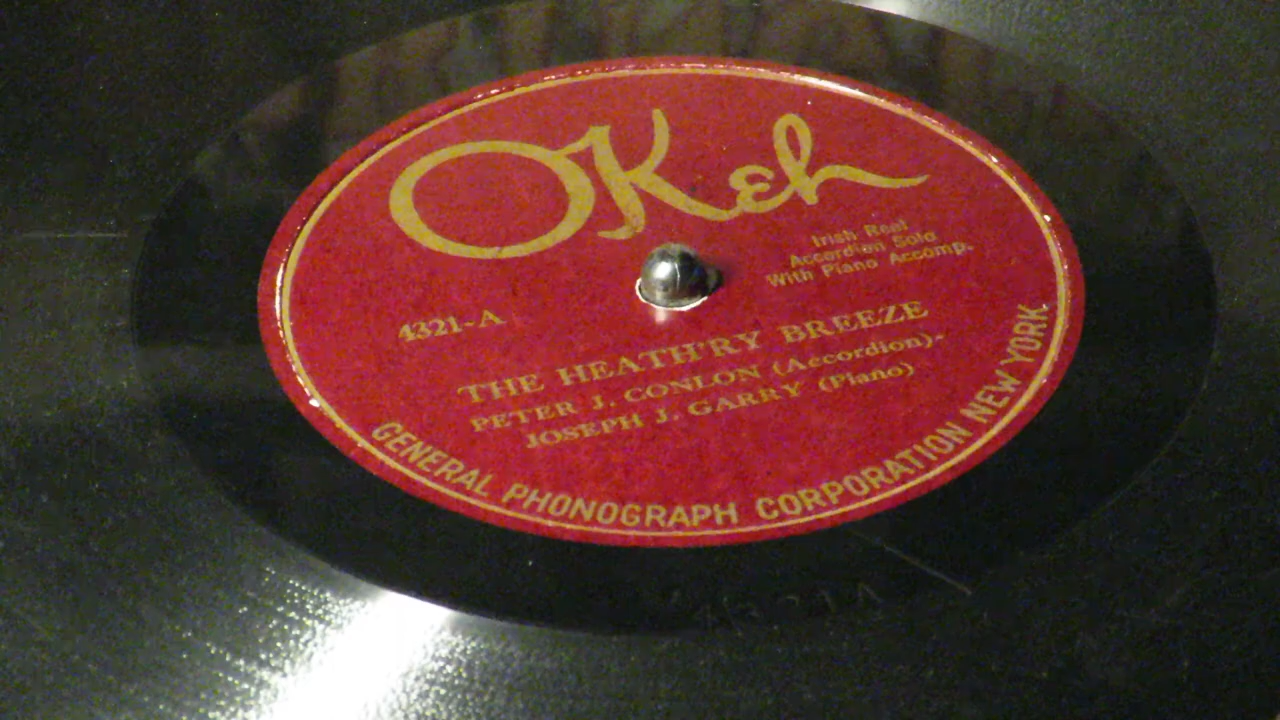 OKeh
Irish Reel
Accordion Solo
With Piano Accomp.
4321-A
THE HEATH'RY BREEZE
PETER J. CONLON (Accordion).
JOSEPH J. GARRY (Piano)
GENERAL PHONOGRAPH CORPORATION NEW YORK.